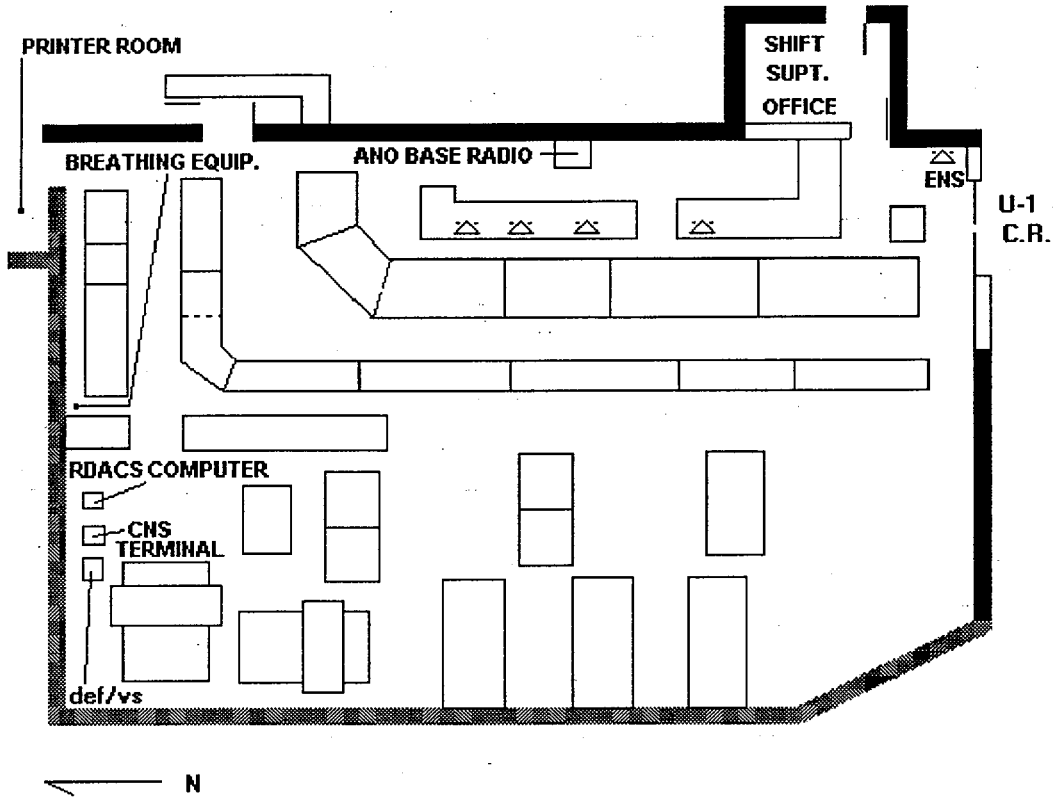 PRINTER ROOM
SHIFT
SUPT.
OFFICE
BREATHING EQUIP.
ANO BASE RADIO
ENS
U-1
C.R.
RDACS COMPUTER
CNS
TERMINAL
def/vs
N